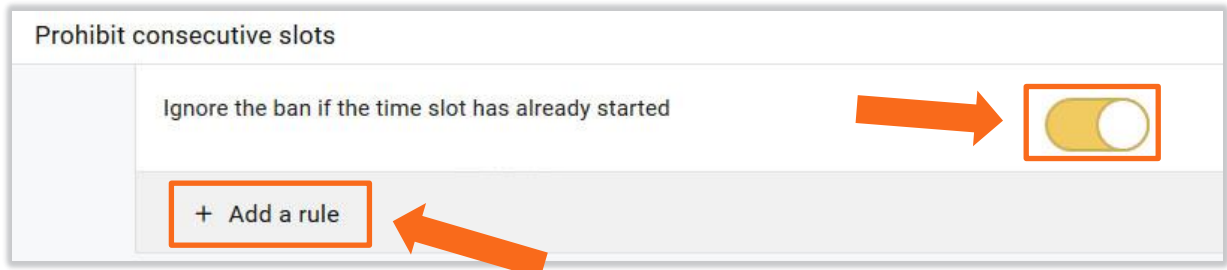 Prohibit consecutive slots
Ignore the ban if the time slot has already started
+ Add a rule